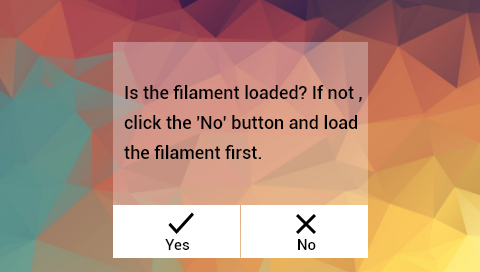 Is the filament loaded? If not ,
click the 'No' button and load
the filament first.
Yes
No